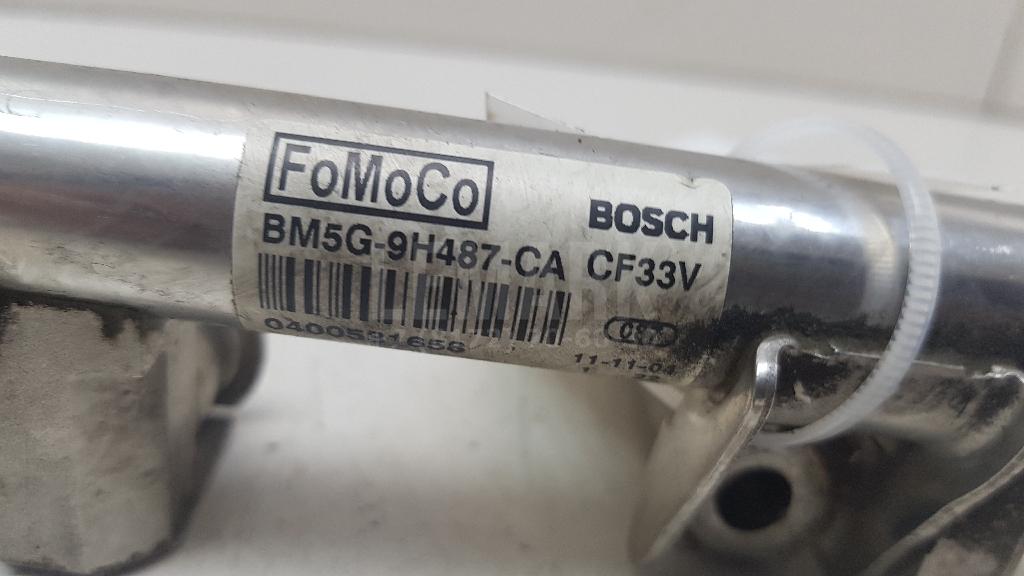 FoMoCo
BOSCH
BM5G-9H487-CA CF33V
0400591656
11-11-04